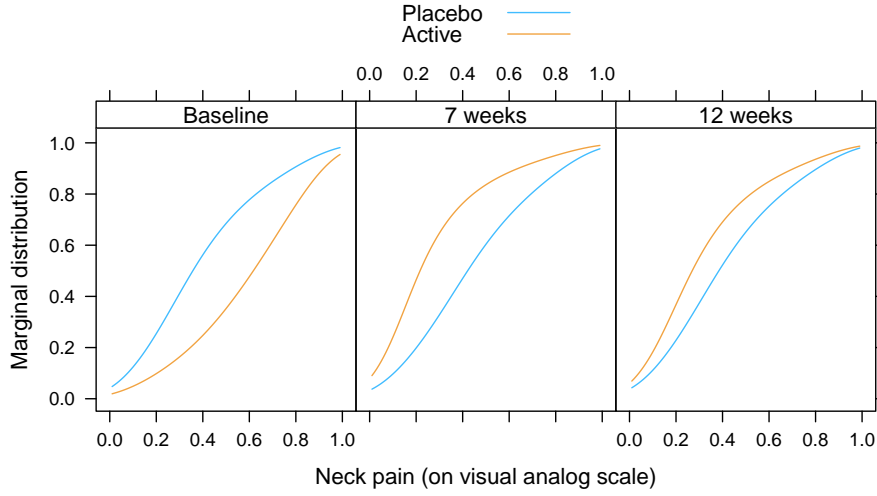 Placebo
Active
0.0 0.2 0.4 0.6 0.8 1.0
Baseline 7 weeks 12 weeks
Marginal distribution
1.0
0.8
0.6
0.4
0.2
0.0
0.0 0.2 0.4 0.6 0.8 1.0 0.0 0.2 0.4 0.6 0.8 1.0
Neck pain (on visual analog scale)